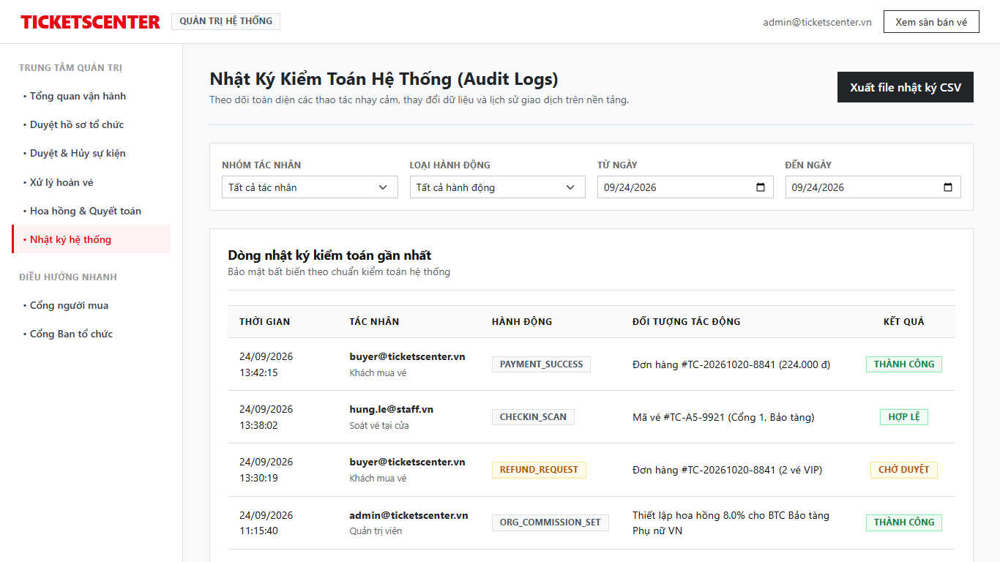 TICKETSCENTER
QUẢN TRỊ HỆ THỐNG
admin@ticketscenter.vn
Xem sàn bán vé
TRUNG TÂM QUẢN TRỊ
• Tổng quan vận hành
• Duyệt hồ sơ tổ chức
• Duyệt & Hủy sự kiện
• Xử lý hoàn vé
• Hoa hồng & Quyết toán
• Nhật ký hệ thống
ĐIỀU HƯỚNG NHANH
• Cổng người mua
• Cổng Ban tổ chức
Nhật Ký Kiểm Toán Hệ Thống (Audit Logs)
Theo dõi toàn diện các thao tác nhạy cảm, thay đổi dữ liệu và lịch sử giao dịch trên nền tảng.
Xuất file nhật ký CSV
NHÓM TÁC NHÂN
LOẠI HÀNH ĐỘNG
TỪ NGÀY
ĐẾN NGÀY
Tất cả tác nhân
Tất cả hành động
09/24/2026
09/24/2026
Dòng nhật ký kiểm toán gần nhất
Bảo mật bất biến theo chuẩn kiểm toán hệ thống
THỜI GIAN
TÁC NHÂN
HÀNH ĐỘNG
ĐỐI TƯỢNG TÁC ĐỘNG
KẾT QUẢ
24/09/2026
13:42:15
buyer@ticketscenter.vn
Khách mua vé
PAYMENT_SUCCESS
Đơn hàng #TC-20261020-8841 (224.000 đ)
THÀNH CÔNG
24/09/2026
13:38:02
hung.le@staff.vn
Soát vé tại cửa
CHECKIN_SCAN
Mã vé #TC-A5-9921 (Cổng 1, Bảo tàng)
HỢP LỆ
24/09/2026
13:30:19
buyer@ticketscenter.vn
Khách mua vé
REFUND_REQUEST
Đơn hàng #TC-20261020-8841 (2 vé VIP)
CHỜ DUYỆT
24/09/2026
11:15:40
admin@ticketscenter.vn
Quản trị viên
ORG_COMMISSION_SET
Thiết lập hoa hồng 8.0% cho BTC Bảo tàng
Phụ nữ VN
THÀNH CÔNG